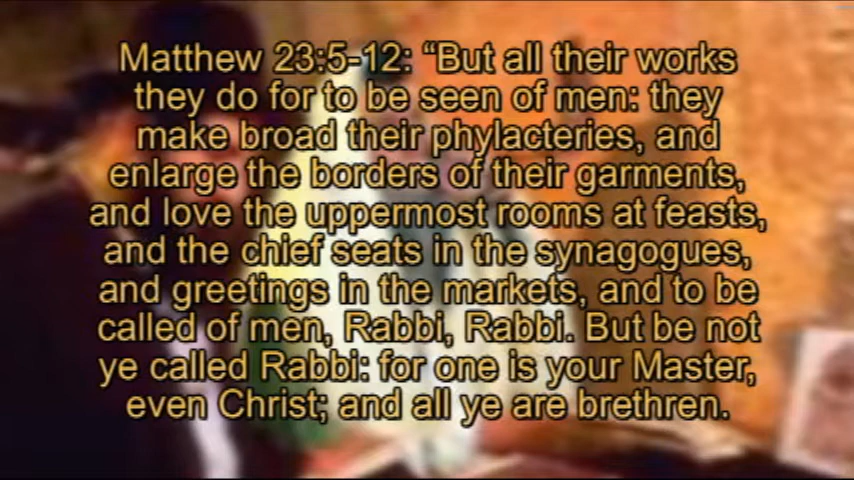 Matthew 23:5-12: “But all their works
they do for to be seen of men: they
make broad their phylacteries, and
enlarge the borders of their garments,
and love the uppermost rooms at feasts,
and the chief seats in the synagogues,
and greetings in the markets, and to be
called of men, Rabbi, Rabbi. But be not
ye called Rabbi: for one is your Master,
even Christ; and all ye are brethren.